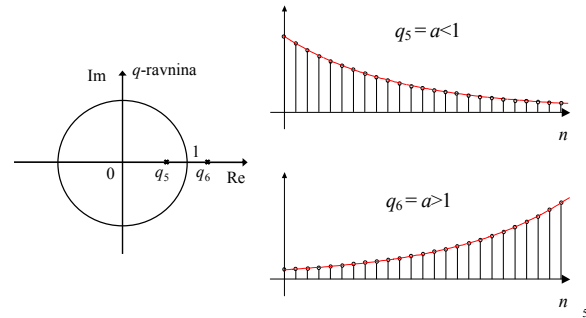 Im
q-ravnina
1
0
q₅
q₆
Re
q₅ = a<1
n
q₆ = a>1
n
5